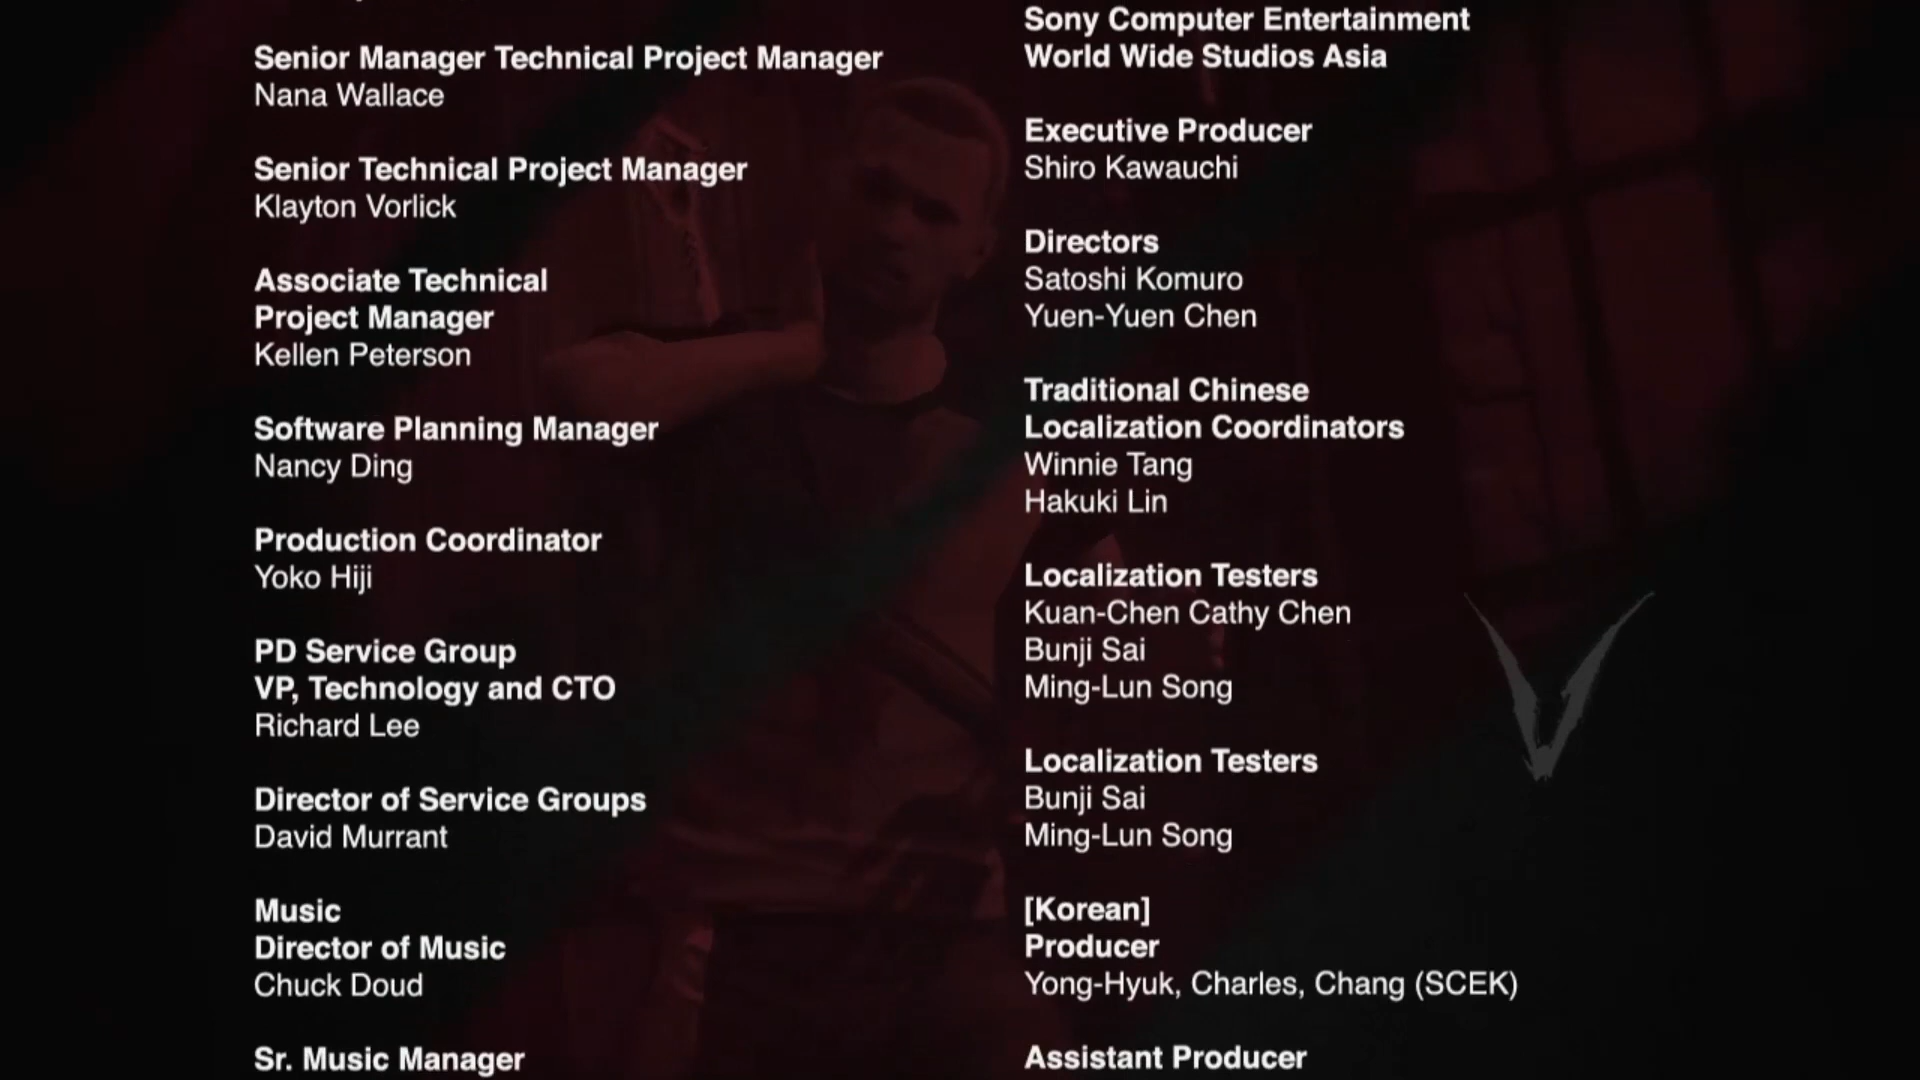 Senior Manager Technical Project Manager
Nana Wallace
Senior Technical Project Manager
Klayton Vorlick
Associate Technical
Project Manager
Kellen Peterson
Software Planning Manager
Nancy Ding
Production Coordinator
Yoko Hiji
PD Service Group
VP, Technology and CTO
Richard Lee
Director of Service Groups
David Murrant
Music
Director of Music
Chuck Doud
Sr. Music Manager
Sony Computer Entertainment
World Wide Studios Asia
Executive Producer
Shiro Kawauchi
Directors
Satoshi Komuro
Yuen-Yuen Chen
Traditional Chinese
Localization Coordinators
Winnie Tang
Hakuki Lin
Localization Testers
Kuan-Chen Cathy Chen
Bunji Sai
Ming-Lun Song
Localization Testers
Bunji Sai
Ming-Lun Song
[Korean]
Producer
Yong-Hyuk, Charles, Chang (SCEK)
Assistant Producer